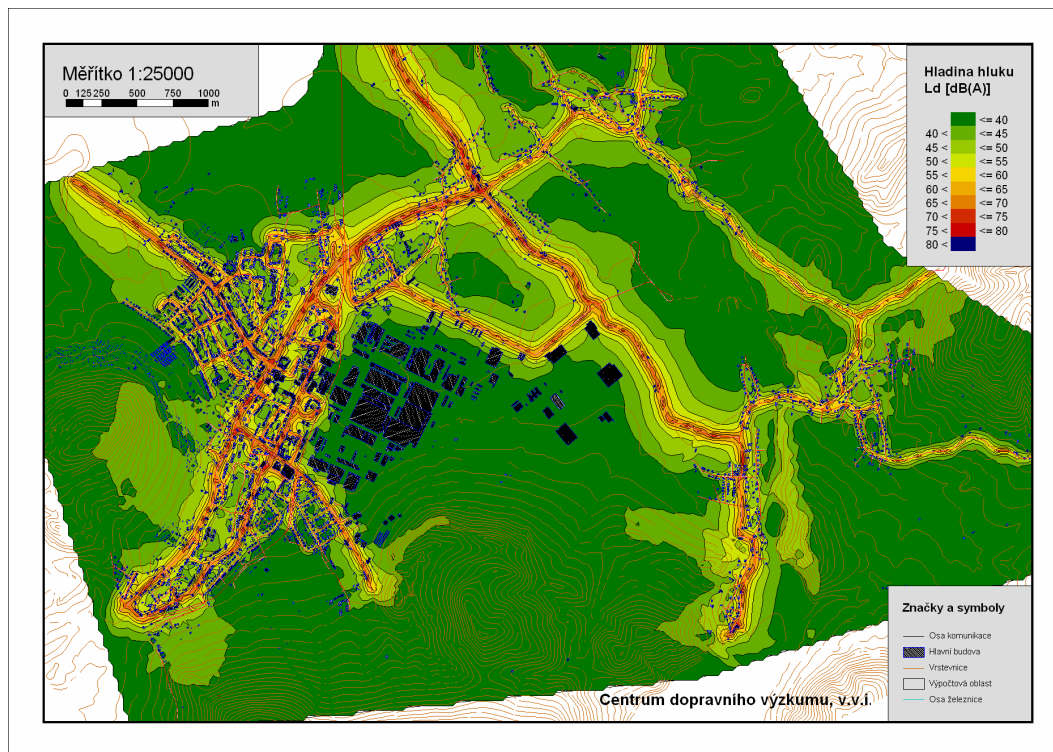 Měřítko 1:25000
0 125 250 500 750 1000
m
Hladina hluku
Ld [dB(A)]
<= 40
40 < <= 45
45 < <= 50
50 < <= 55
55 < <= 60
60 < <= 65
65 < <= 70
70 < <= 75
75 < <= 80
80 <
Značky a symboly
Osa komunikace
Hlavní budova
Vrstevnice
Výpočtová oblast
Osa železnice
Centrum dopravního výzkumu, v.v.i.